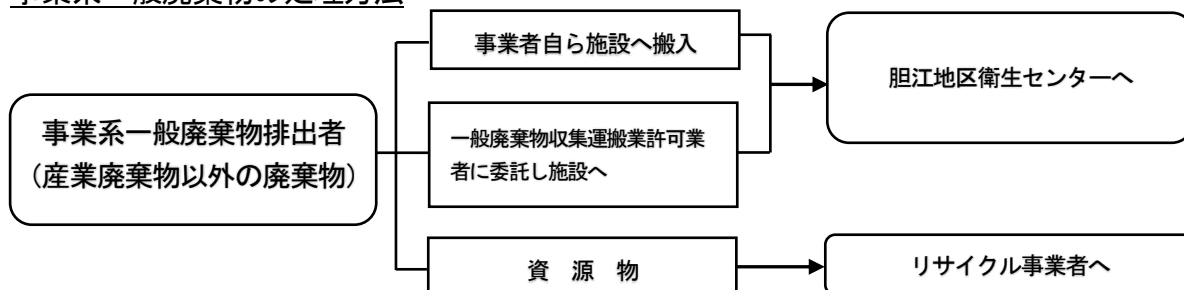 事業系一般廃棄物の処理方法
事業者自ら施設へ搬入
胆江地区衛生センターへ
事業系一般廃棄物排出者
(産業廃棄物以外の廃棄物)
一般廃棄物収集運搬業許可業
者に委託し施設へ
資　源　物
リサイクル事業者へ